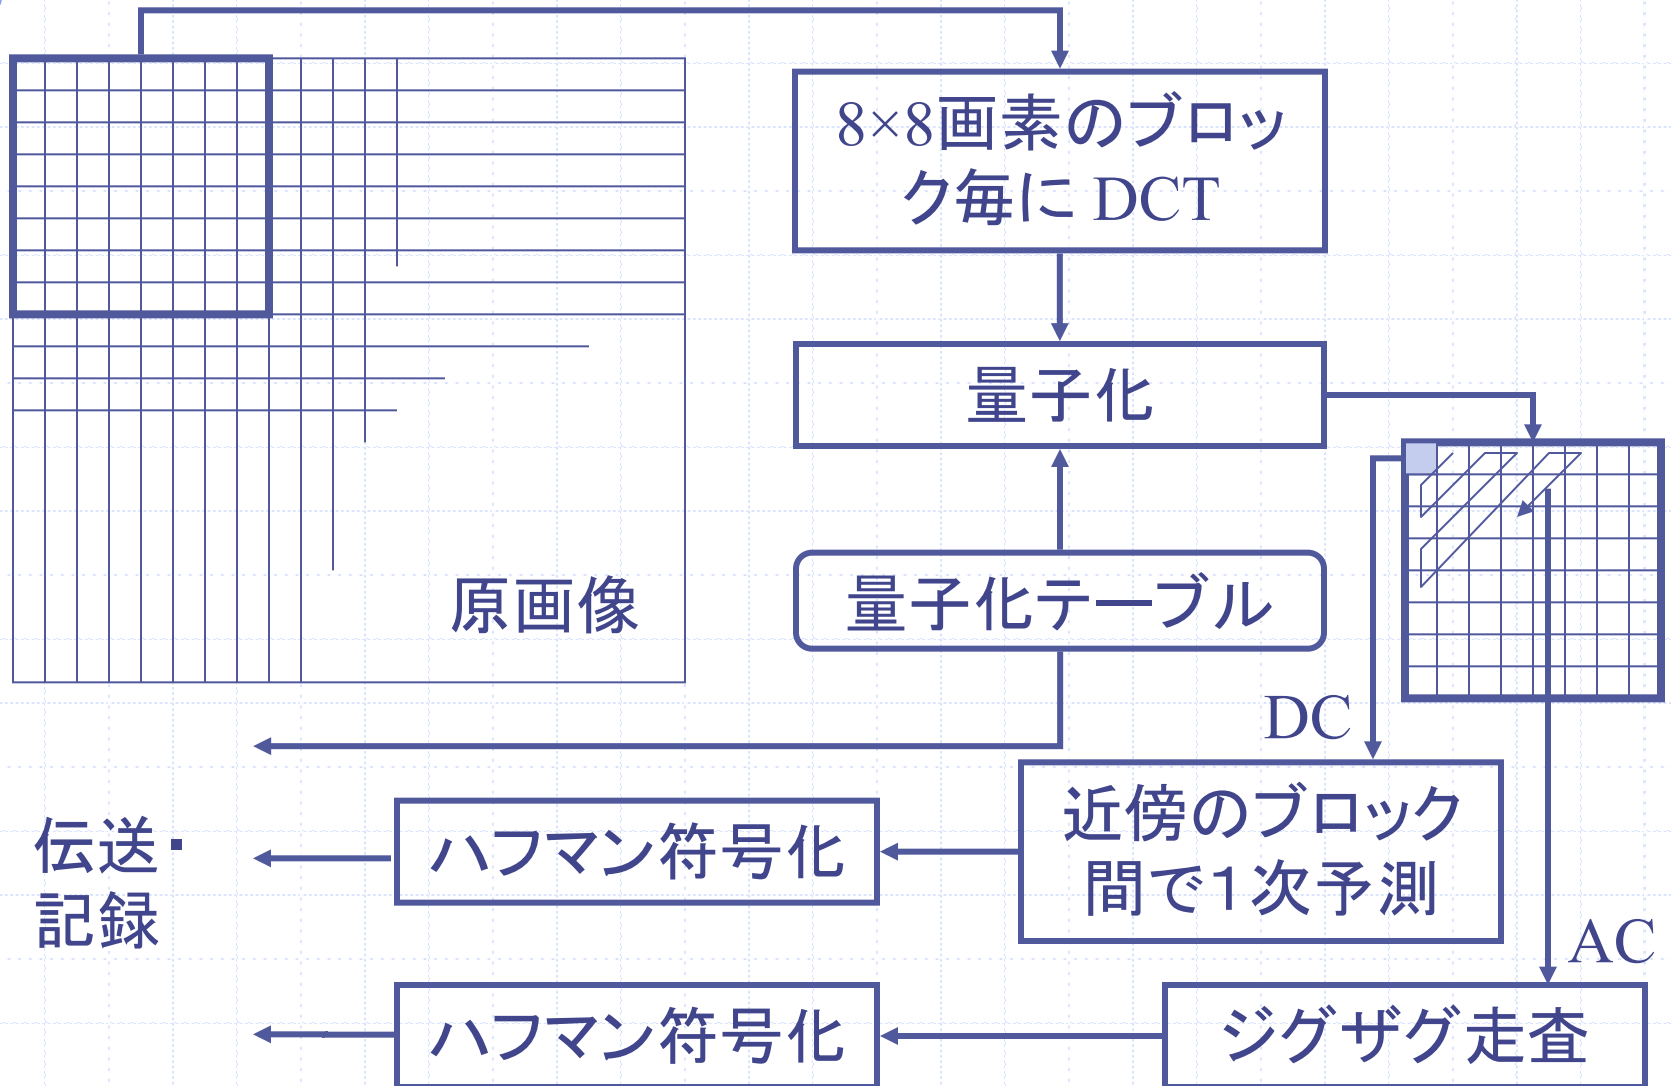 8×8画素のブロッ
ク毎に DCT
量子化
原画像
量子化テーブル
DC
近傍のブロック
間で1次予測
ハフマン符号化
伝送・
記録
AC
ハフマン符号化
ジグザグ走査